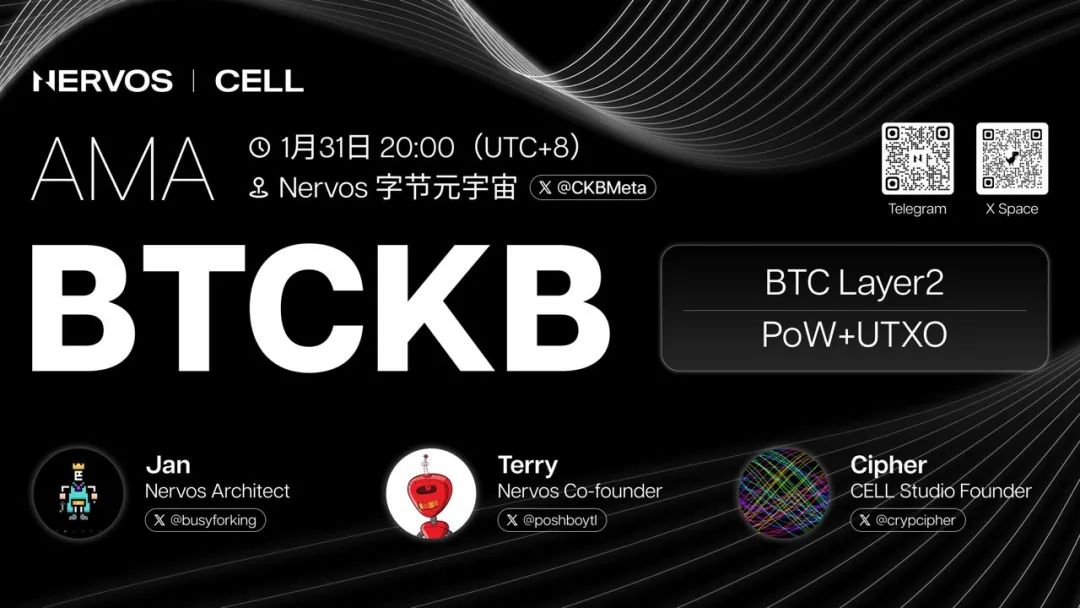 NERVOS | CELL
AMA
1月31日 20:00（UTC+8）
Nervos 字节元宇宙 X @CKBMeta
Telegram
X Space
BTCKB
BTC Layer2
PoW+UTXO
Jan
Nervos Architect
X @busyforking
Terry
Nervos Co-founder
X @poshboytl
Cipher
CELL Studio Founder
X @crypcipher